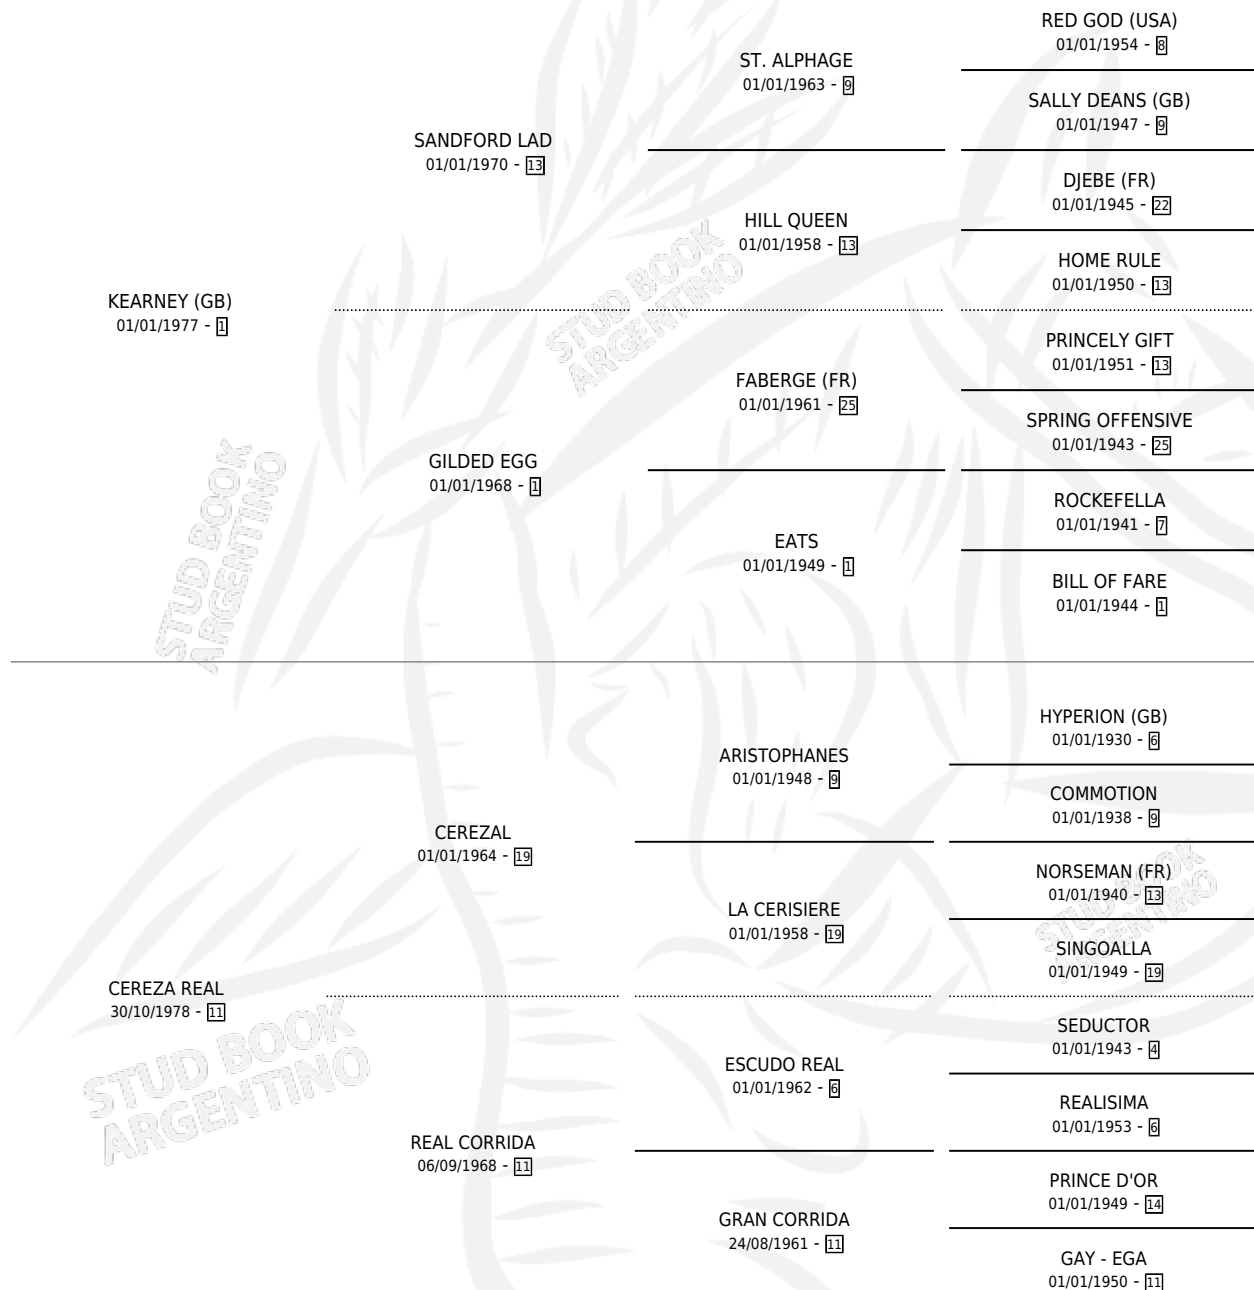 KEARNEY (GB)
01/01/1977 - 1
SANDFORD LAD
01/01/1970 - 13
GILDED EGG
01/01/1968 - 1
ST. ALPHAGE
01/01/1963 - 9
HILL QUEEN
01/01/1958 - 13
FABERGE (FR)
01/01/1961 - 25
EATS
01/01/1949 - 1
RED GOD (USA)
01/01/1954 - 8
SALLY DEANS (GB)
01/01/1947 - 9
DJEBE (FR)
01/01/1945 - 22
HOME RULE
01/01/1950 - 13
PRINCELY GIFT
01/01/1951 - 13
SPRING OFFENSIVE
01/01/1943 - 25
ROCKEFELLA
01/01/1941 - 7
BILL OF FARE
01/01/1944 - 1
STUD BOOK
ARGENTINO
STUD BOOK
ARGENTINO
CEREZA REAL
30/10/1978 - 11
CEREZAL
01/01/1964 - 19
REAL CORRIDA
06/09/1968 - 11
ARISTOPHANES
01/01/1948 - 9
LA CERISIERE
01/01/1958 - 19
ESCUDO REAL
01/01/1962 - 6
GRAN CORRIDA
24/08/1961 - 11
HYPERION (GB)
01/01/1930 - 6
COMMOTION
01/01/1938 - 9
NORSEMAN (FR)
01/01/1940 - 13
SINGOALLA
01/01/1949 - 19
SEDUCTOR
01/01/1943 - 4
REALISIMA
01/01/1953 - 6
PRINCE D'OR
01/01/1949 - 14
GAY - EGA
01/01/1950 - 11
STUD BOOK
ARGENTINO
STUD BOOK
ARGENTINO